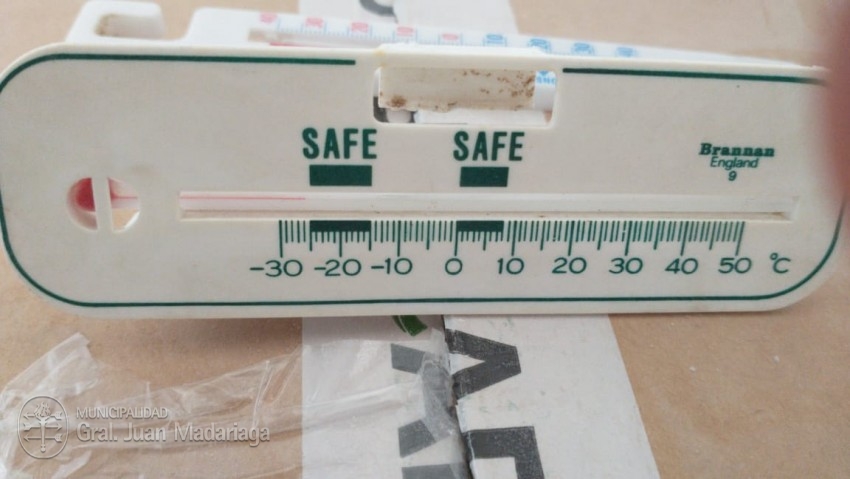 SAFE SAFE
Brannan
England
9
-30 -20 -10 0 10 20 30 40 50 °C
MUNICIPALIDAD
Gral. Juan Madariaga